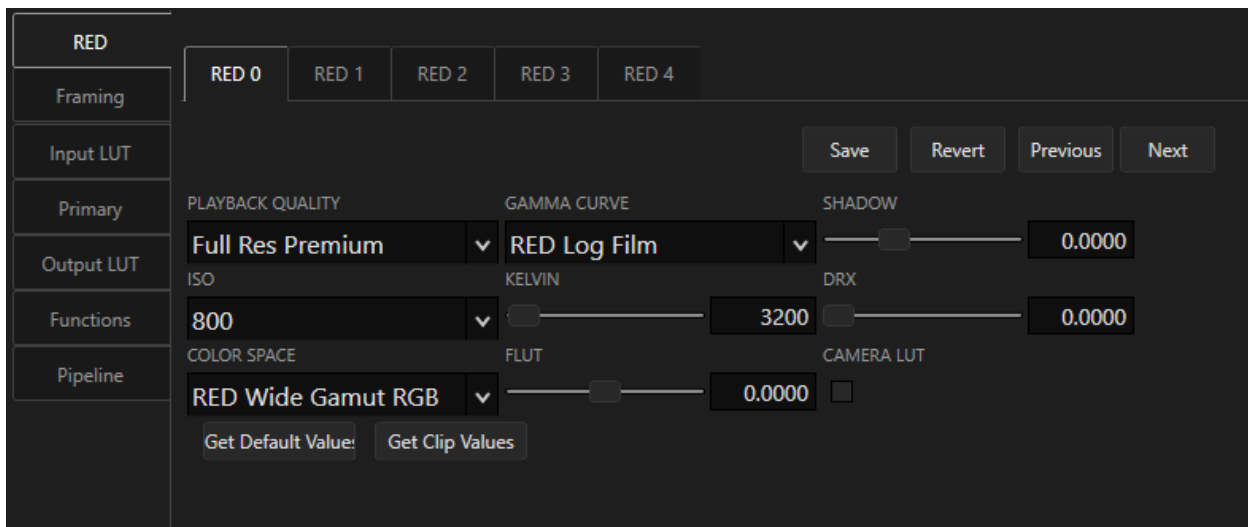 RED
Framing
Input LUT
Primary
Output LUT
Functions
Pipeline
RED 0 RED 1 RED 2 RED 3 RED 4
Save Revert Previous Next
PLAYBACK QUALITY GAMMA CURVE SHADOW
Full Res Premium RED Log Film 0.0000
ISO KELVIN DRX
800 3200 0.0000
COLOR SPACE FLUT CAMERA LUT
RED Wide Gamut RGB 0.0000
Get Default Values Get Clip Values